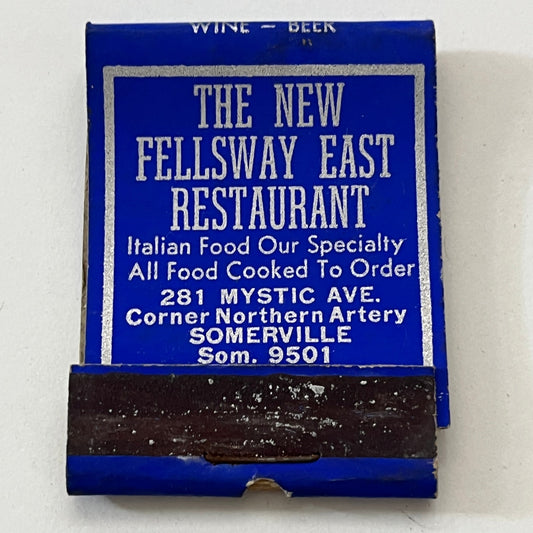 WINE – BEER
THE NEW
FELLSWAY EAST
RESTAURANT
Italian Food Our Specialty
All Food Cooked To Order
281 MYSTIC AVE.
Corner Northern Artery
SOMERVILLE
Som. 9501